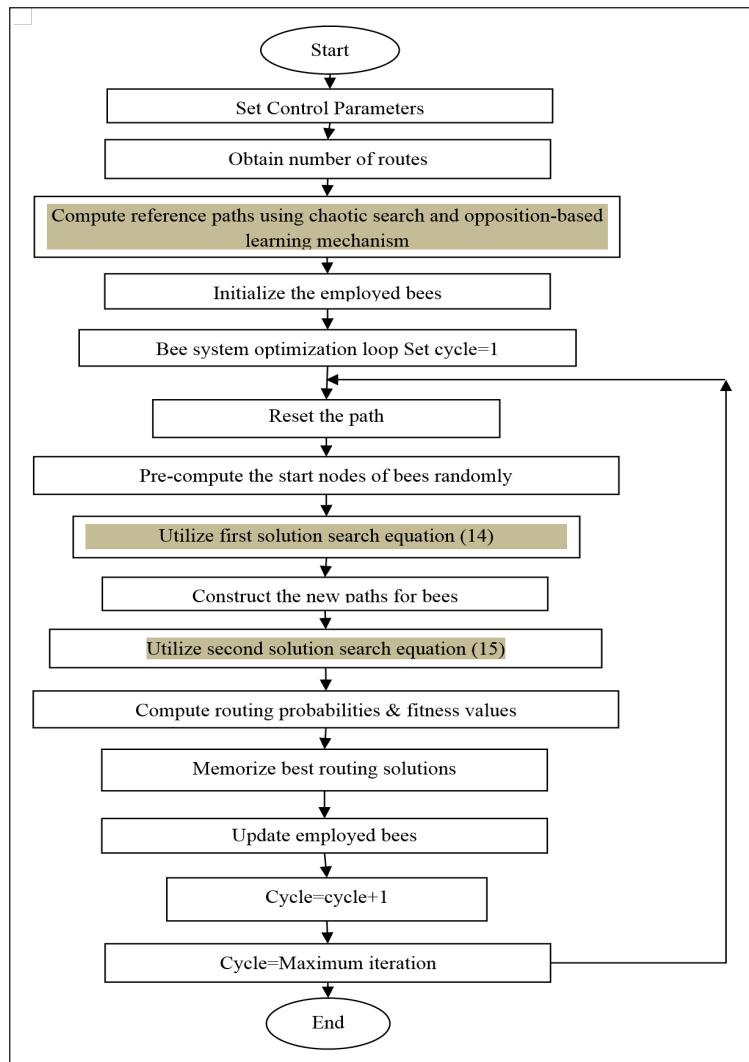 Start
Set Control Parameters
Obtain number of routes
Compute reference paths using chaotic search and opposition-based
learning mechanism
Initialize the employed bees
Bee system optimization loop Set cycle=1
Reset the path
Pre-compute the start nodes of bees randomly
Utilize first solution search equation (14)
Construct the new paths for bees
Utilize second solution search equation (15)
Compute routing probabilities & fitness values
Memorize best routing solutions
Update employed bees
Cycle=cycle+1
Cycle=Maximum iteration
End